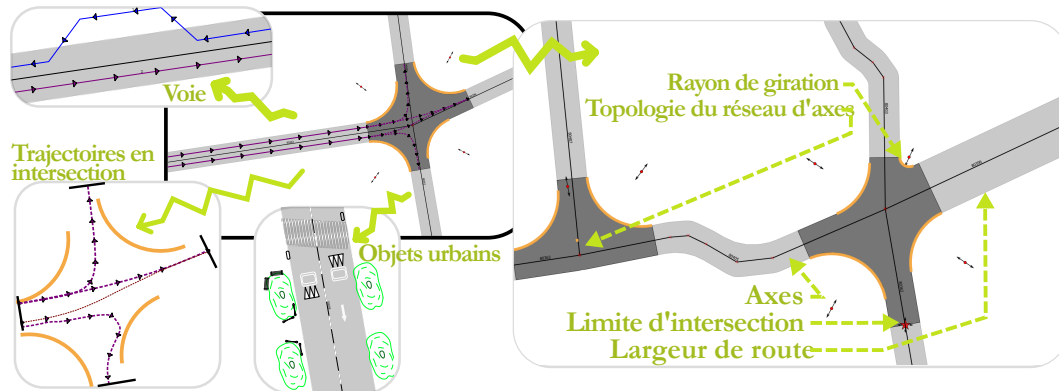 Voie
Trajectoires en
intersection
Objets urbains
Rayon de giration
Topologie du réseau d'axes
Axes
Limite d'intersection
Largeur de route